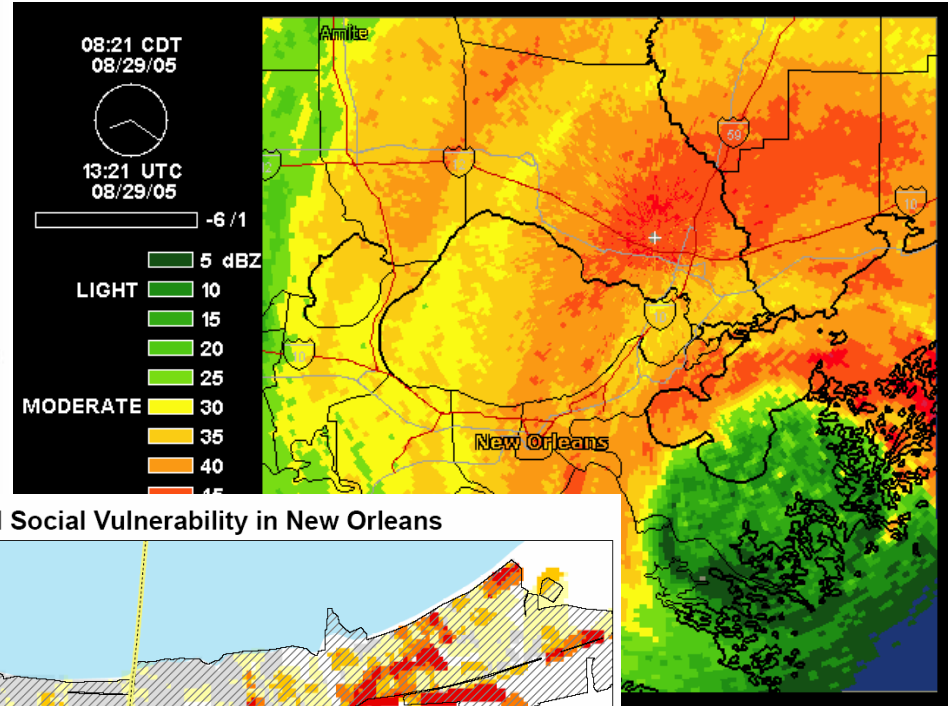 08:21 CDT
08/29/05
13:21 UTC
08/29/05
-6 /1
5 dBZ
LIGHT 10
15
20
25
MODERATE 30
35
40
Amite
59
10
10
10
New Orleans
Social Vulnerability in New Orleans